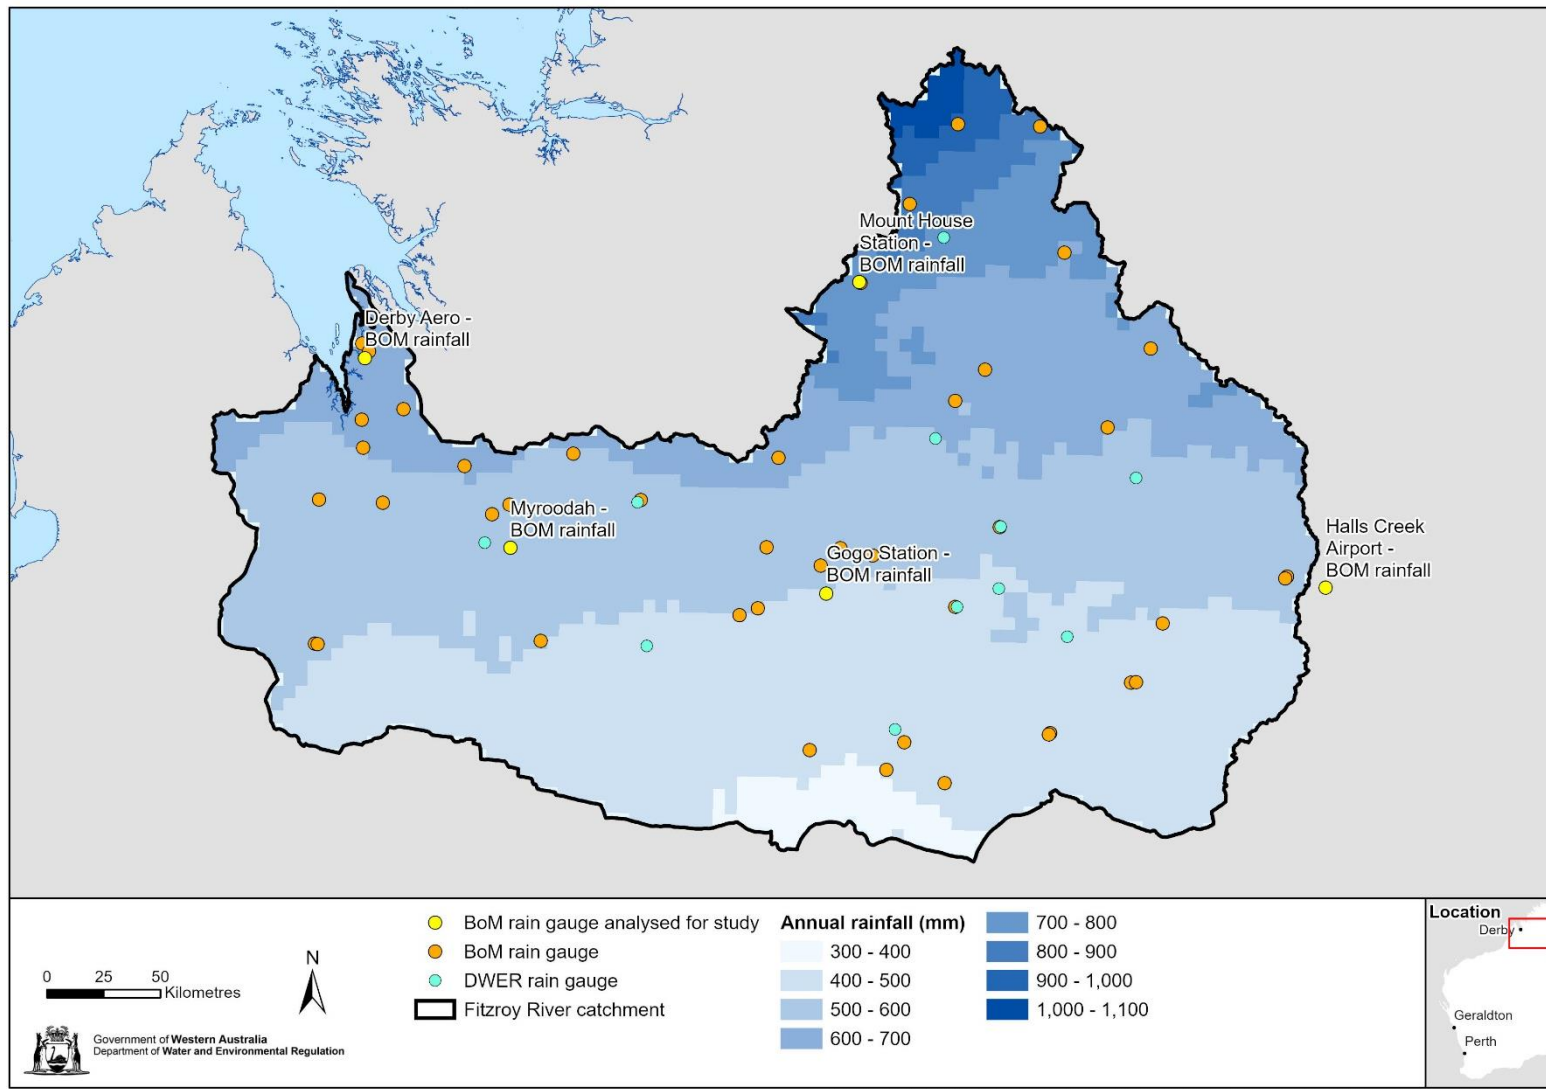 Mount House
Station -
BOM rainfall
Derby Aero -
BOM rainfall
Myroodah -
BOM rainfall
Gogo Station -
BOM rainfall
Halls Creek
Airport -
BOM rainfall
0 25 50
Kilometres
N
Government of Western Australia
Department of Water and Environmental Regulation
BoM rain gauge analysed for study
BoM rain gauge
DWER rain gauge
Fitzroy River catchment
Annual rainfall (mm)
300 - 400
400 - 500
500 - 600
600 - 700
700 - 800
800 - 900
900 - 1,000
1,000 - 1,100
Location
Derby
Geraldton
Perth